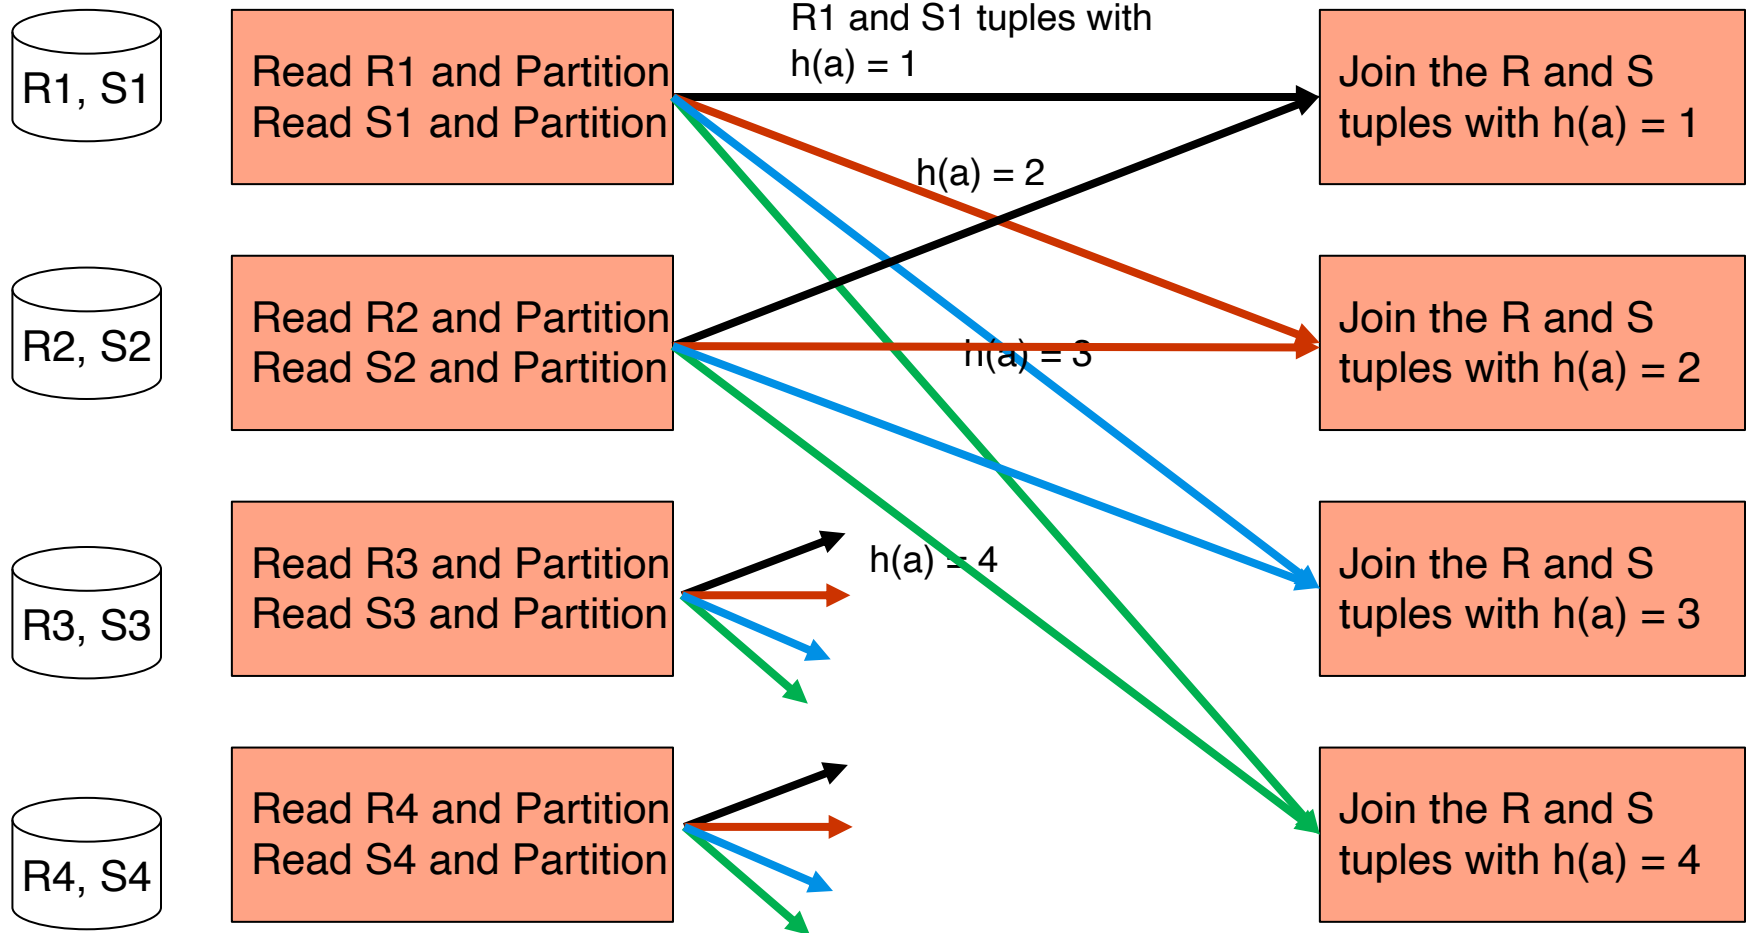 R1 and S1 tuples with
h(a) = 1
R1, S1
Read R1 and Partition
Read S1 and Partition
Join the R and S
tuples with h(a) = 1
h(a) = 2
R2, S2
Read R2 and Partition
Read S2 and Partition
h(a) = 3
Join the R and S
tuples with h(a) = 2
R3, S3
Read R3 and Partition
Read S3 and Partition
h(a) = 4
Join the R and S
tuples with h(a) = 3
R4, S4
Read R4 and Partition
Read S4 and Partition
Join the R and S
tuples with h(a) = 4